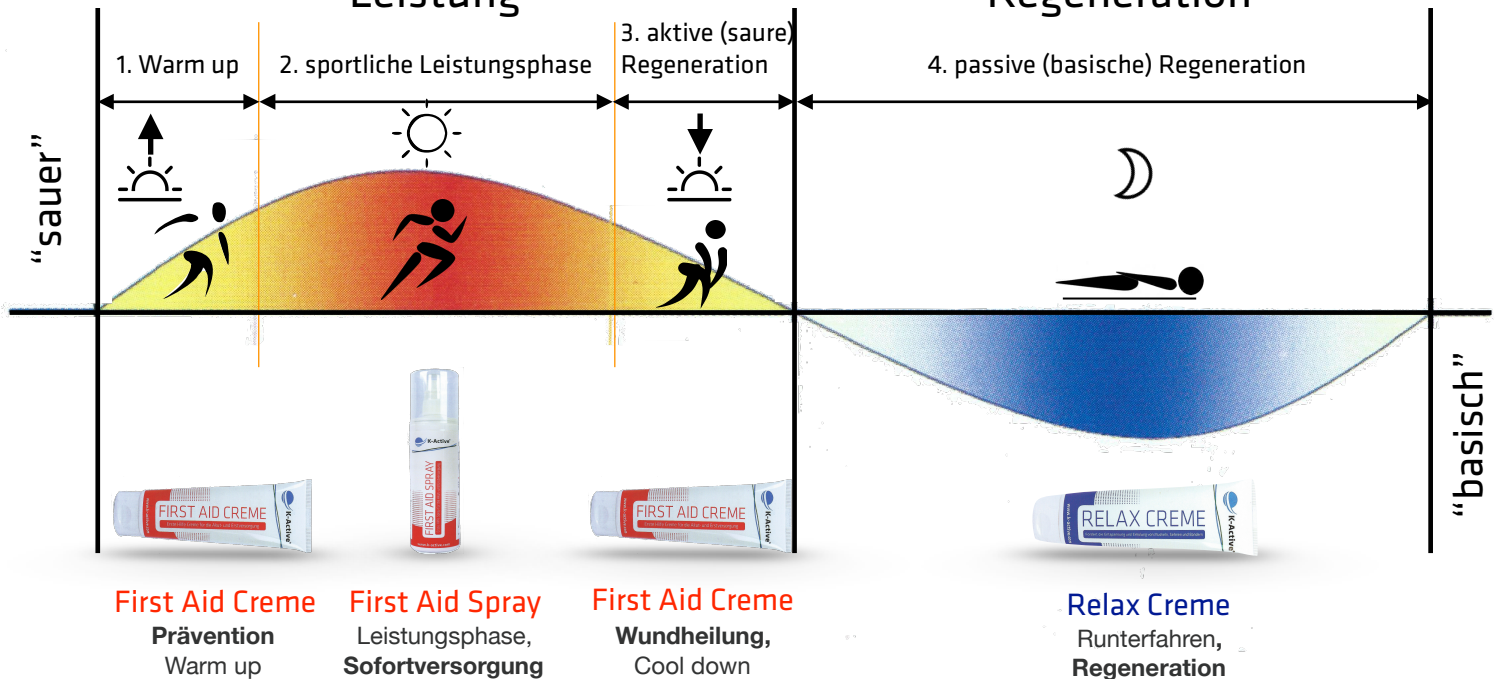 Leistung
Regeneration
1. Warm up
2. sportliche Leistungsphase
3. aktive (saure)
Regeneration
4. passive (basische) Regeneration
“sauer”
“basisch”
FIRST AID CREME
K-Active
K-Active
FIRST AID SPRAY
FIRST AID CREME
K-Active
RELAX CREME
K-Active
First Aid Creme
Prävention
Warm up
First Aid Spray
Leistungsphase,
Sofortversorgung
First Aid Creme
Wundheilung,
Cool down
Relax Creme
Runterfahren,
Regeneration